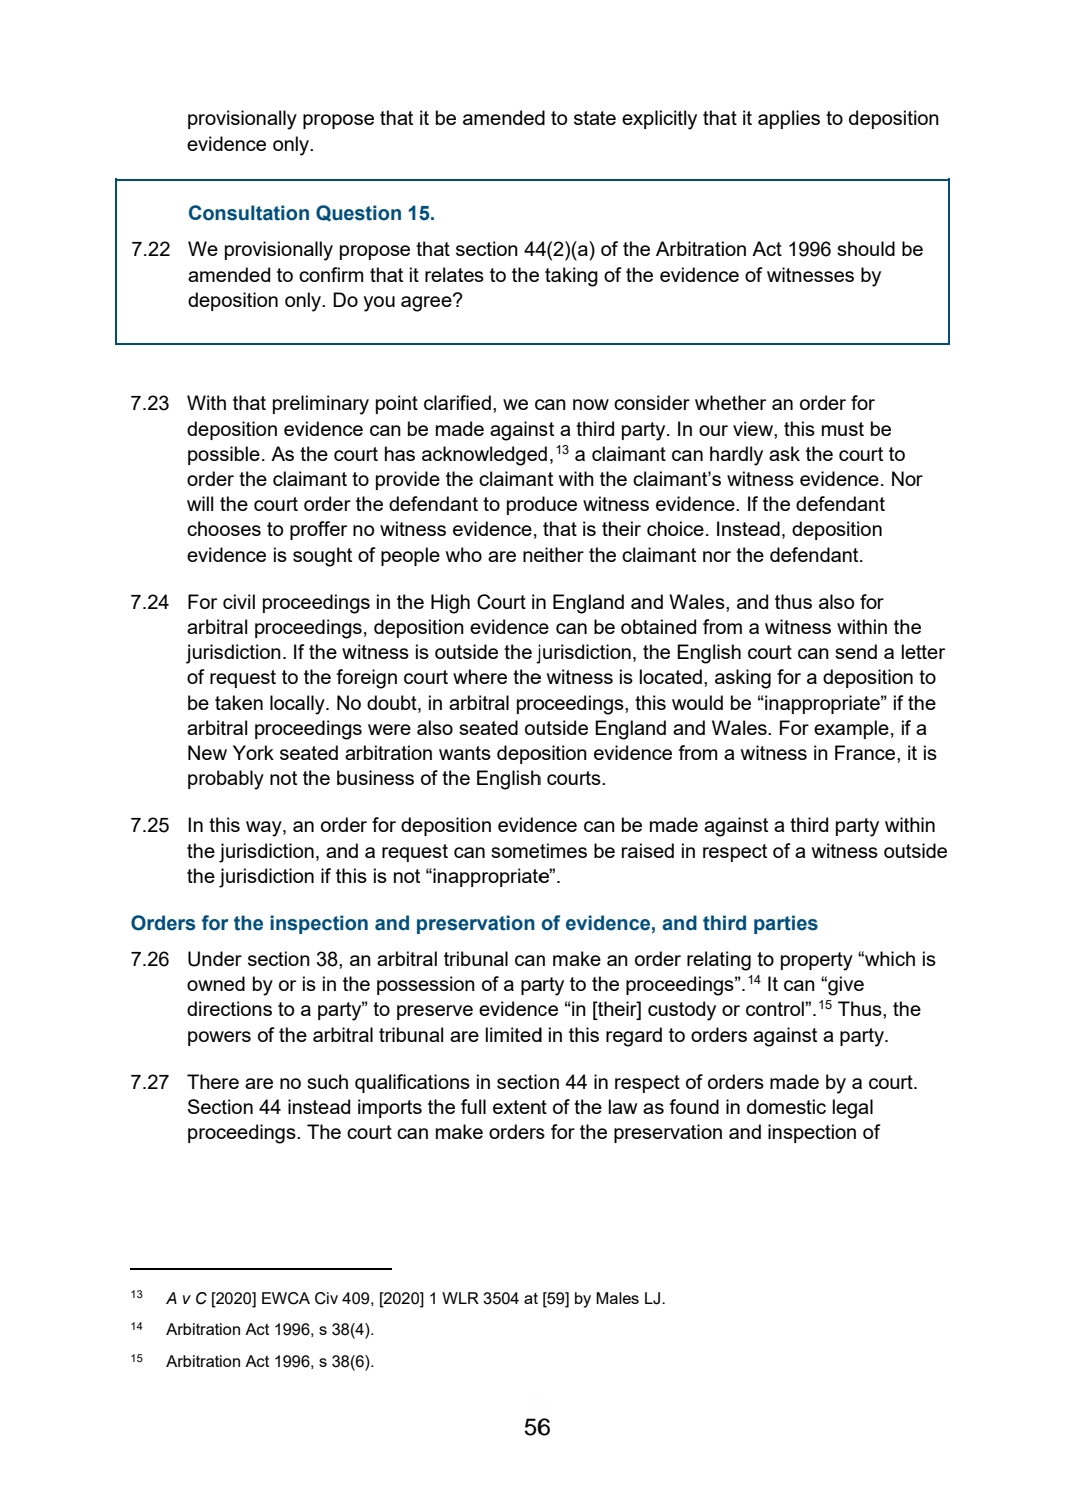 provisionally propose that it be amended to state explicitly that it applies to deposition
evidence only.
Consultation Question 15.
7.22 We provisionally propose that section 44(2)(a) of the Arbitration Act 1996 should be
amended to confirm that it relates to the taking of the evidence of witnesses by
deposition only. Do you agree?
7.23 With that preliminary point clarified, we can now consider whether an order for
deposition evidence can be made against a third party. In our view, this must be
possible. As the court has acknowledged,13 a claimant can hardly ask the court to
order the claimant to provide the claimant with the claimant’s witness evidence. Nor
will the court order the defendant to produce witness evidence. If the defendant
chooses to proffer no witness evidence, that is their choice. Instead, deposition
evidence is sought of people who are neither the claimant nor the defendant.
7.24 For civil proceedings in the High Court in England and Wales, and thus also for
arbitral proceedings, deposition evidence can be obtained from a witness within the
jurisdiction. If the witness is outside the jurisdiction, the English court can send a letter
of request to the foreign court where the witness is located, asking for a deposition to
be taken locally. No doubt, in arbitral proceedings, this would be “inappropriate” if the
arbitral proceedings were also seated outside England and Wales. For example, if a
New York seated arbitration wants deposition evidence from a witness in France, it is
probably not the business of the English courts.
7.25 In this way, an order for deposition evidence can be made against a third party within
the jurisdiction, and a request can sometimes be raised in respect of a witness outside
the jurisdiction if this is not “inappropriate”.
Orders for the inspection and preservation of evidence, and third parties
7.26 Under section 38, an arbitral tribunal can make an order relating to property “which is
owned by or is in the possession of a party to the proceedings”.14 It can “give
directions to a party” to preserve evidence “in [their] custody or control”.15 Thus, the
powers of the arbitral tribunal are limited in this regard to orders against a party.
7.27 There are no such qualifications in section 44 in respect of orders made by a court.
Section 44 instead imports the full extent of the law as found in domestic legal
proceedings. The court can make orders for the preservation and inspection of
13 A v C [2020] EWCA Civ 409, [2020] 1 WLR 3504 at [59] by Males LJ.
14 Arbitration Act 1996, s 38(4).
15 Arbitration Act 1996, s 38(6).
56